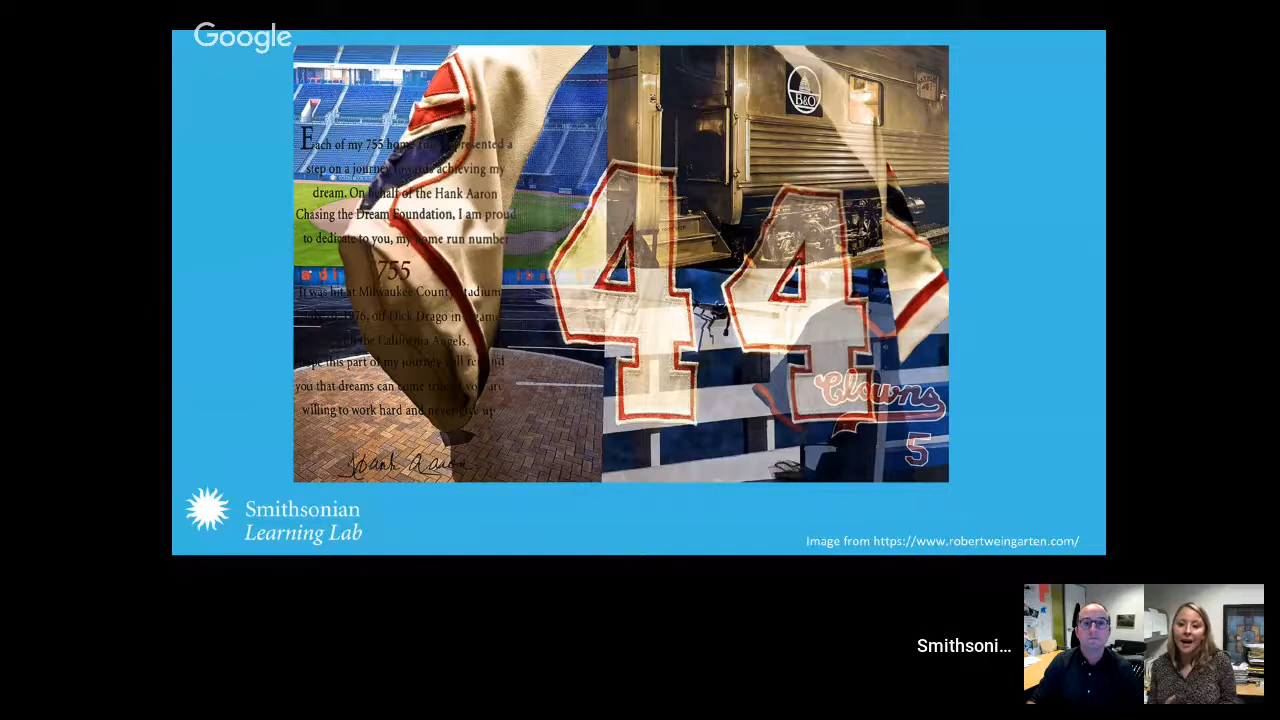 Google
Each of my 755 home runs represented a
step on a journey towards achieving my
dream. On behalf of the Hank Aaron
Chasing the Dream Foundation, I am proud
to dedicate to you, my home run number
755
It was hit at Milwaukee County Stadium
off Dick Drago in a game
the California Angels.
hope this part of my journey will remind
you that dreams can come true if you are
willing to work hard and never give up
Hank Aaron
B&O
44
Clowns
5
Smithsonian
Learning Lab
Image from https://www.robertweingarten.com/
Smithsoni...